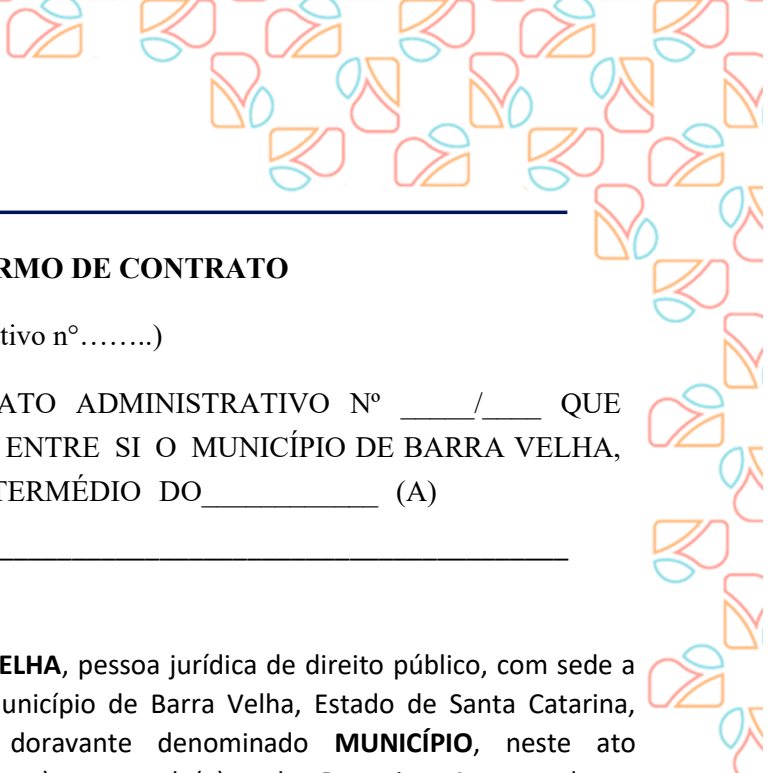 RMO DE CONTRATO
tivo n°……..)
ATO ADMINISTRATIVO Nº _____/____ QUE
ENTRE SI O MUNICÍPIO DE BARRA VELHA,
TERMÉDIO DO____________ (A)
ELHA, pessoa jurídica de direito público, com sede a
unicípio de Barra Velha, Estado de Santa Catarina,
doravante denominado MUNICÍPIO, neste ato